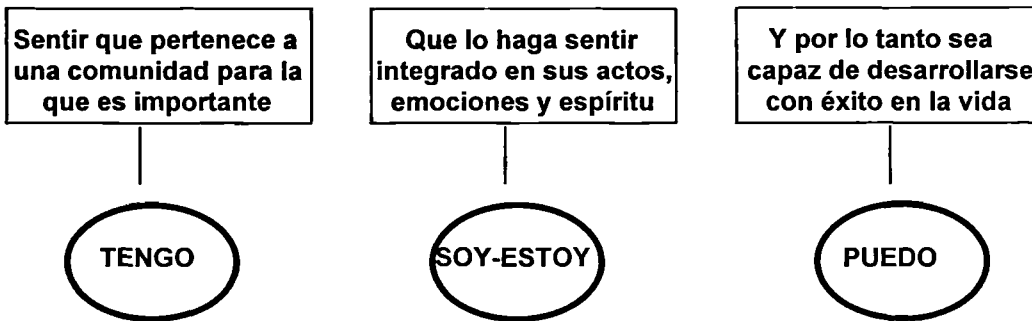 Sentir que pertenece a
una comunidad para la
que es importante
Que lo haga sentir
integrado en sus actos,
emociones y espíritu
Y por lo tanto sea
capaz de desarrollarse
con éxito en la vida
TENGO
SOY-ESTOY
PUEDO